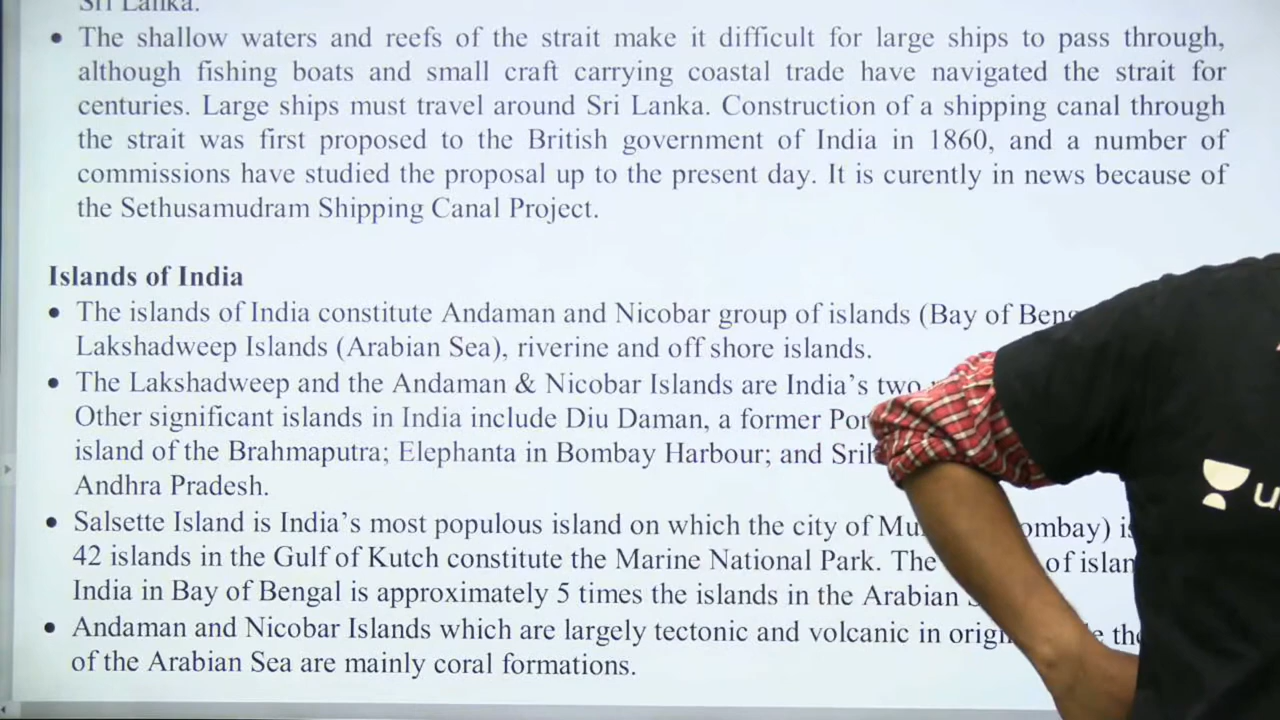 Sri Lanka.
• The shallow waters and reefs of the strait make it difficult for large ships to pass through,
although fishing boats and small craft carrying coastal trade have navigated the strait for
centuries. Large ships must travel around Sri Lanka. Construction of a shipping canal through
the strait was first proposed to the British government of India in 1860, and a number of
commissions have studied the proposal up to the present day. It is curently in news because of
the Sethusamudram Shipping Canal Project.
Islands of India
• The islands of India constitute Andaman and Nicobar group of islands (Bay of
Lakshadweep Islands (Arabian Sea), riverine and off shore islands.
• The Lakshadweep and the Andaman & Nicobar Islands are India's two
Other significant islands in India include Diu Daman, a former
island of the Brahmaputra; Elephanta in Bombay Harbour; and
Andhra Pradesh.
• Salsette Island is India's most populous island on which the city of
42 islands in the Gulf of Kutch constitute the Marine National Park. The of
India in Bay of Bengal is approximately 5 times the islands in the Arabian
• Andaman and Nicobar Islands which are largely tectonic and volcanic in
of the Arabian Sea are mainly coral formations.